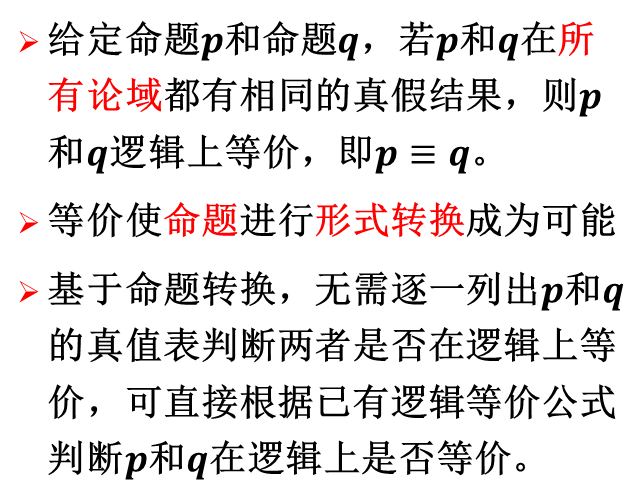 ➢ 给定命题p和命题q，若p和q在所
有论域都有相同的真假结果，则p
和q逻辑上等价，即p ≡ q。
➢ 等价使命题进行形式转换成为可能
➢ 基于命题转换，无需逐一列出p和q
的真值表判断两者是否在逻辑上等
价，可直接根据已有逻辑等价公式
判断p和q在逻辑上是否等价。